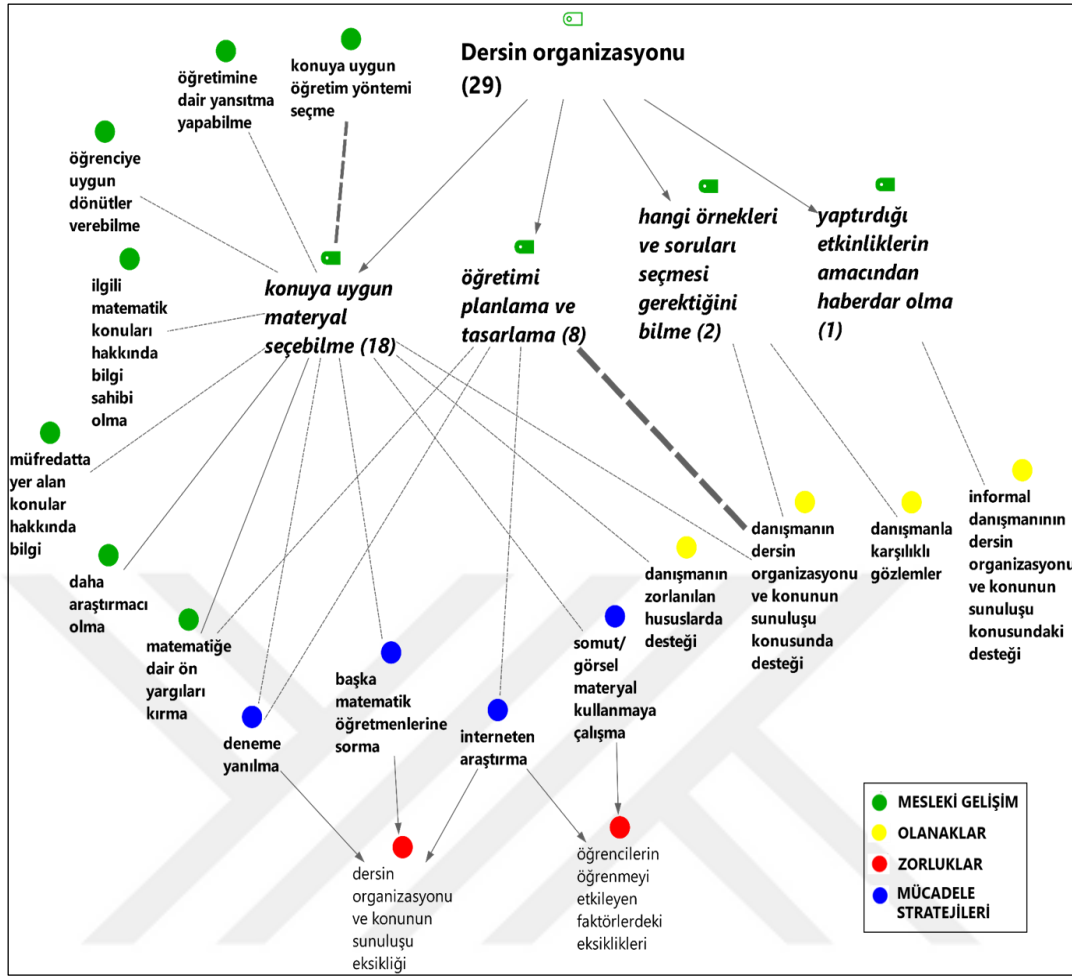 Dersin organizasyonu
(29)
konuya uygun
öğretim yöntemi
seçme
öğretimine
dair yansıtma
yapabilme
öğrenciye
uygun
dönütler
verebilme
ilgili
matematik
konuları
hakkında
bilgi
sahibi
olma
konuya uygun
materyal
seçebilme (18)
öğretimi
planlama ve
tasarlama (8)
hangi örnekleri
ve soruları
seçmesi
gerektiğini
bilme (2)
yaptırdığı
etkinliklerin
amacından
haberdar olma
(1)
müfredatta
yer alan
konular
hakkında
bilgi
daha
araştırmacı
olma
matematiğe
dair ön
yargıları
kırma
deneme
yanılma
başka
matematik
öğretmenlerine
sorma
interneten
araştırma
somut/
görsel
materyal
kullanmaya
çalışma
danışmanın
zorlanılan
hususlarda
desteği
danışmanın
dersin
organizasyonu
ve konunun
sunuluşu
konusunda
desteği
danışmanla
karşılıklı
gözlemler
informal
danışmanının
dersin
organizasyonu
ve konunun
sunuluşu
konusundaki
desteği
dersin
organizasyonu
ve konunun
sunuluşu
eksikliği
öğrencilerin
öğrenmeyi
etkileyen
faktörlerdeki
eksiklikleri
MESLEKİ GELİŞİM
OLANAKLAR
ZORLUKLAR
MÜCADELE
STRATEJİLERİ